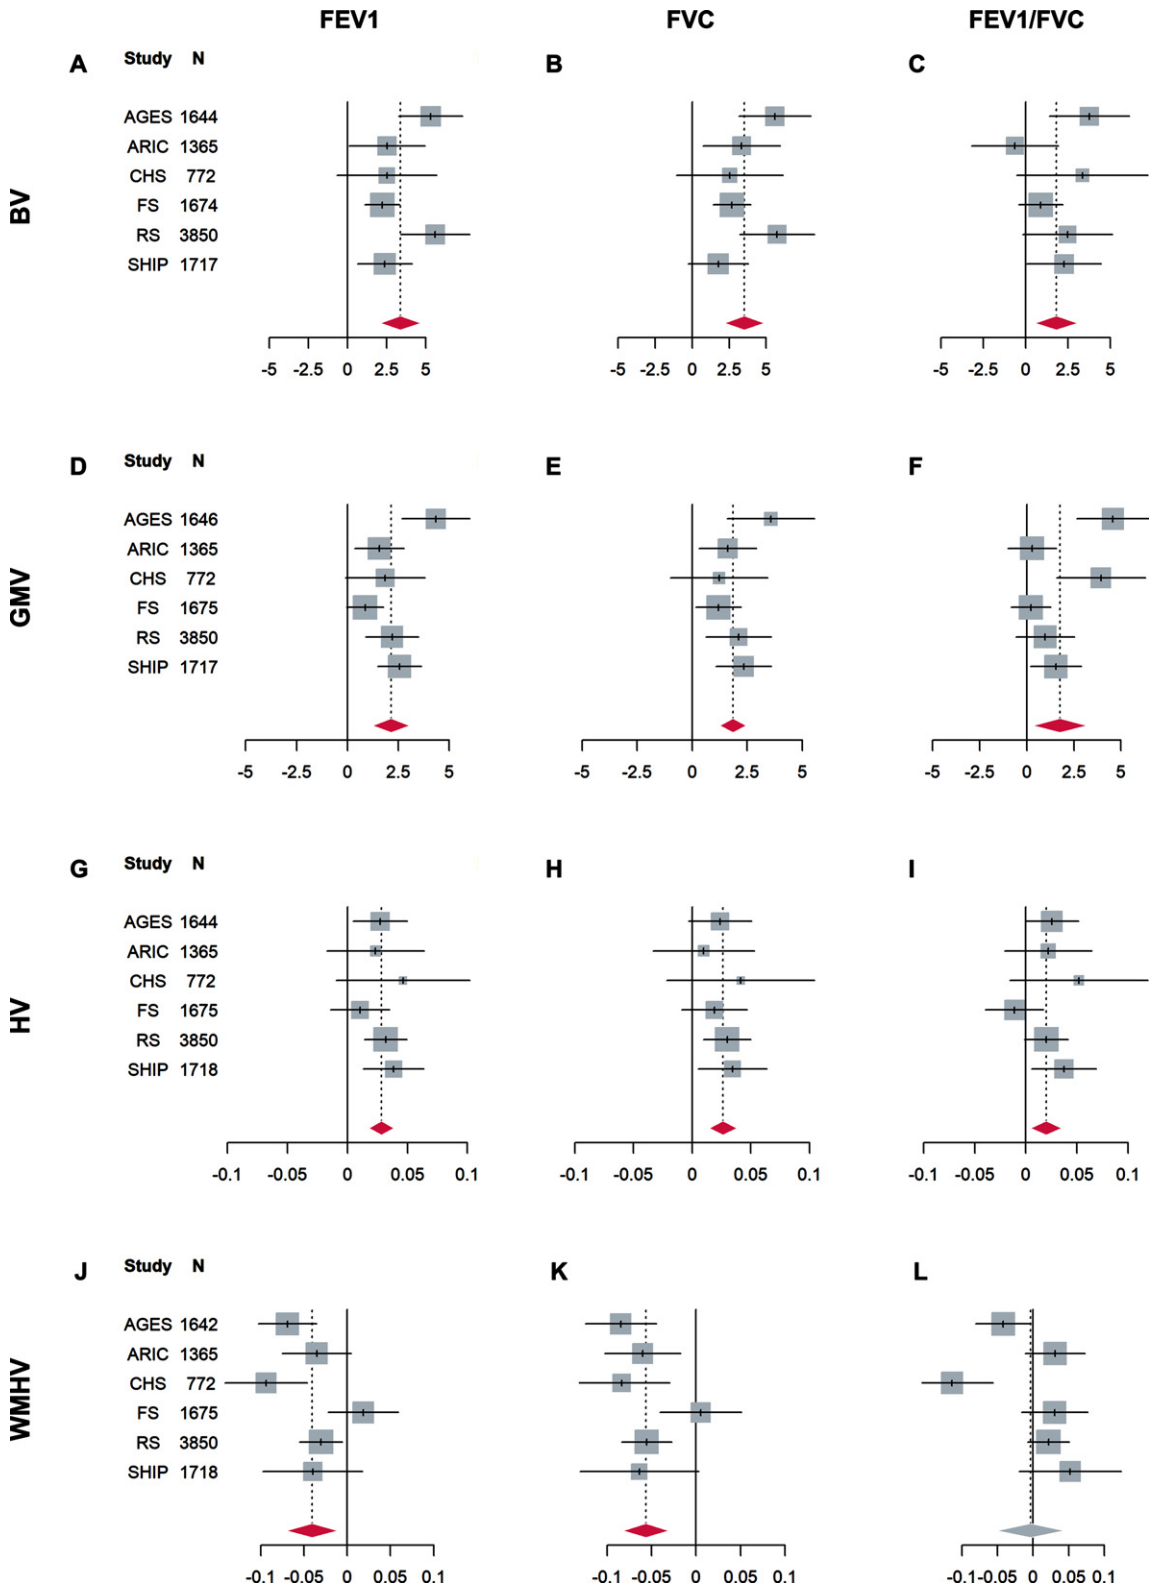 FEV1 FVC FEV1/FVC
BV
A Study N B C
AGES 1644
ARIC 1365
CHS 772
FS 1674
RS 3850
SHIP 1717
-5 -2.5 0 2.5 5 -5 -2.5 0 2.5 5 -5 -2.5 0 2.5 5
GMV
D Study N E F
AGES 1646
ARIC 1365
CHS 772
FS 1675
RS 3850
SHIP 1717
-5 -2.5 0 2.5 5 -5 -2.5 0 2.5 5 -5 -2.5 0 2.5 5
HV
G Study N H I
AGES 1644
ARIC 1365
CHS 772
FS 1675
RS 3850
SHIP 1718
-0.1 -0.05 0 0.05 0.1 -0.1 -0.05 0 0.05 0.1 -0.1 -0.05 0 0.05 0.1
WMHV
J Study N K L
AGES 1642
ARIC 1365
CHS 772
FS 1675
RS 3850
SHIP 1718
-0.1 -0.05 0 0.05 0.1 -0.1 -0.05 0 0.05 0.1 -0.1 -0.05 0 0.05 0.1